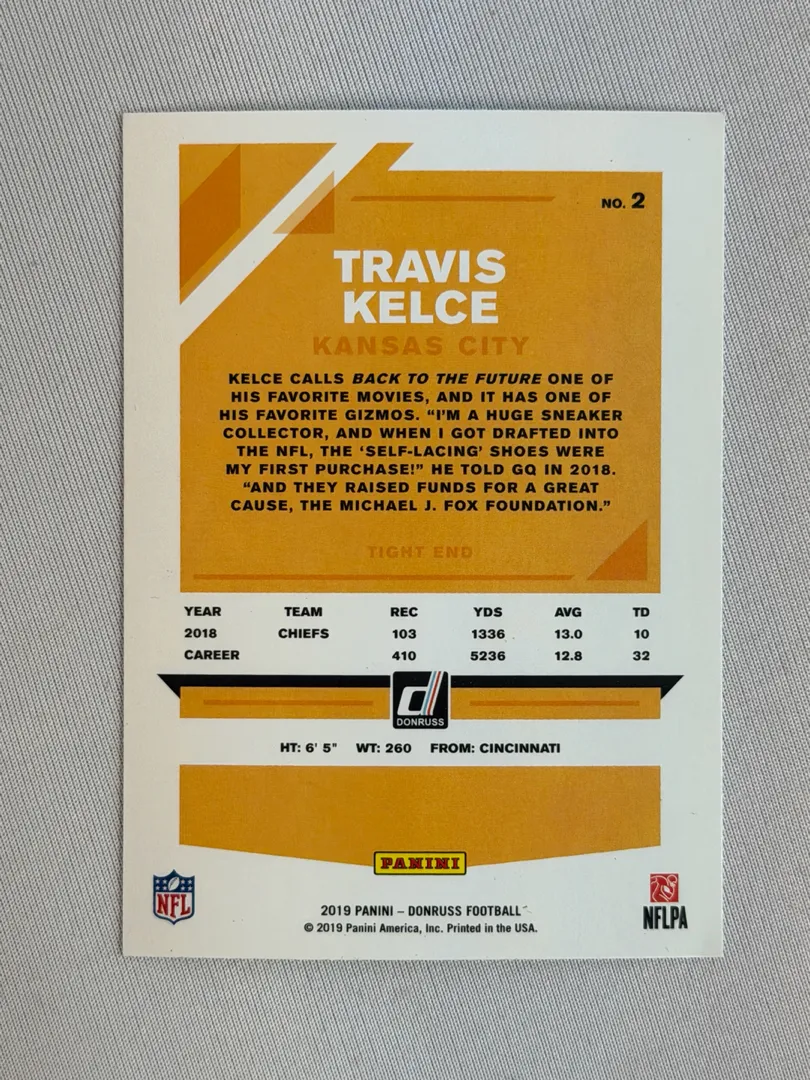 NO. 2
TRAVIS
KELCE
KANSAS CITY
KELCE CALLS BACK TO THE FUTURE ONE OF
HIS FAVORITE MOVIES, AND IT HAS ONE OF
HIS FAVORITE GIZMOS. “I’M A HUGE SNEAKER
COLLECTOR, AND WHEN I GOT DRAFTED INTO
THE NFL, THE ‘SELF-LACING’ SHOES WERE
MY FIRST PURCHASE!” HE TOLD GQ IN 2018.
“AND THEY RAISED FUNDS FOR A GREAT
CAUSE, THE MICHAEL J. FOX FOUNDATION.”
TIGHT END
YEAR TEAM REC YDS AVG TD
2018 CHIEFS 103 1336 13.0 10
CAREER 410 5236 12.8 32
d
DONRUSS
HT: 6' 5" WT: 260 FROM: CINCINNATI
PANINI
NFL
2019 PANINI – DONRUSS FOOTBALL
© 2019 Panini America, Inc. Printed in the USA.
NFLPA